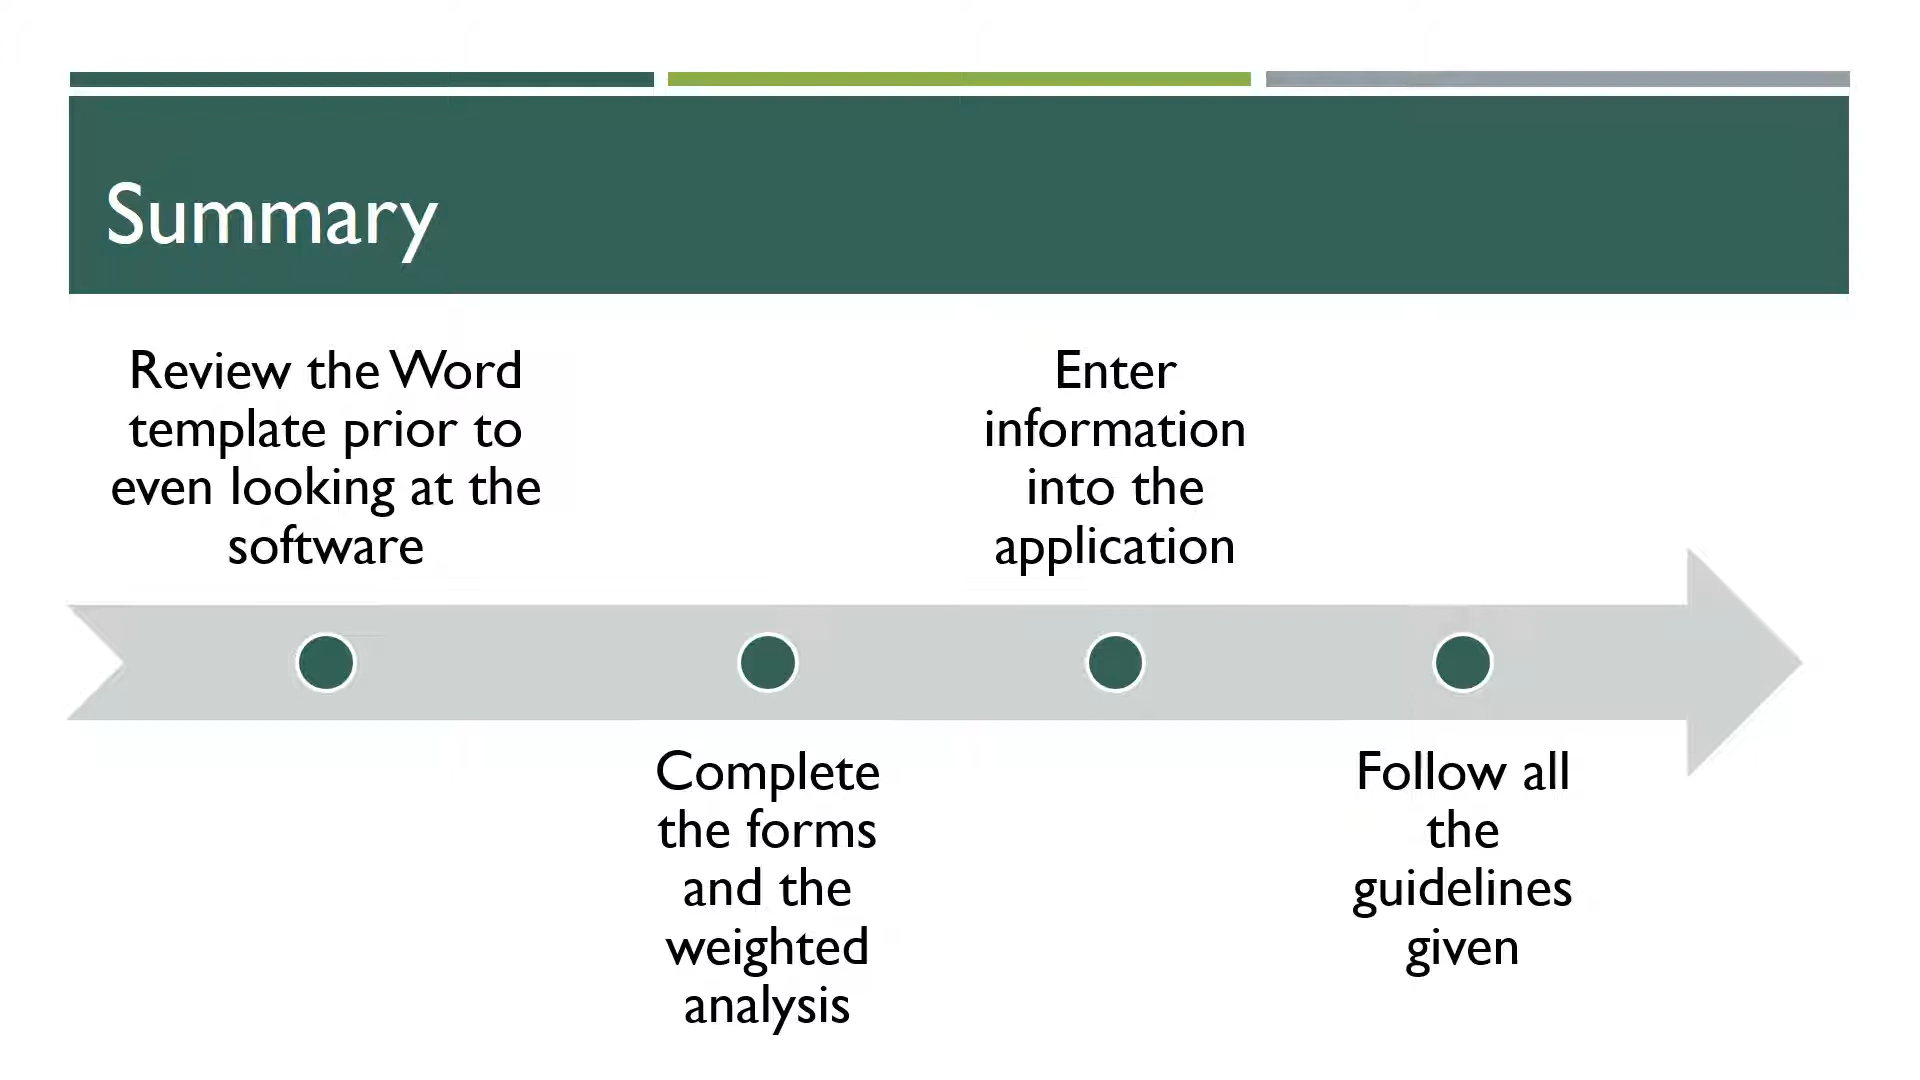 Summary
Review the Word
template prior to
even looking at the
software
Complete
the forms
and the
weighted
analysis
Enter
information
into the
application
Follow all
the
guidelines
given